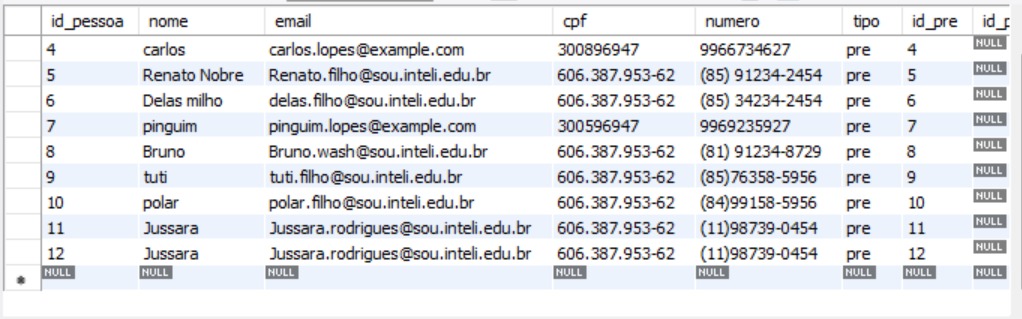 id_pessoa nome email cpf numero tipo id_pre id_p
4 carlos carlos.lopes@example.com 300896947 9966734627 pre 4 NULL
5 Renato Nobre Renato.filho@sou.inteli.edu.br 606.387.953-62 (85) 91234-2454 pre 5 NULL
6 Delas milho delas.filho@sou.inteli.edu.br 606.387.953-62 (85) 34234-2454 pre 6 NULL
7 pinguim pinguim.lopes@example.com 300596947 9969235927 pre 7 NULL
8 Bruno Bruno.wash@sou.inteli.edu.br 606.387.953-62 (81) 91234-8729 pre 8 NULL
9 tuti tuti.filho@sou.inteli.edu.br 606.387.953-62 (85)76358-5956 pre 9 NULL
10 polar polar.filho@sou.inteli.edu.br 606.387.953-62 (84)99158-5956 pre 10 NULL
11 Jussara Jussara.rodrigues@sou.inteli.edu.br 606.387.953-62 (11)98739-0454 pre 11 NULL
12 Jussara Jussara.rodrigues@sou.inteli.edu.br 606.387.953-62 (11)98739-0454 pre 12 NULL
NULL NULL NULL NULL NULL NULL NULL NULL